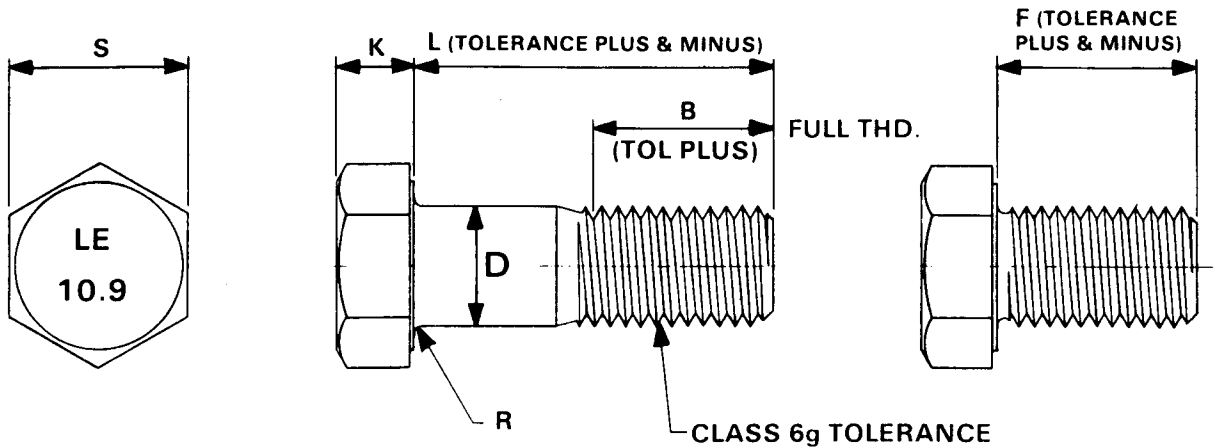 S
K
L (TOLERANCE PLUS & MINUS)
F (TOLERANCE
PLUS & MINUS)
B
(TOL PLUS)
FULL THD.
LE
10.9
D
R
CLASS 6g TOLERANCE